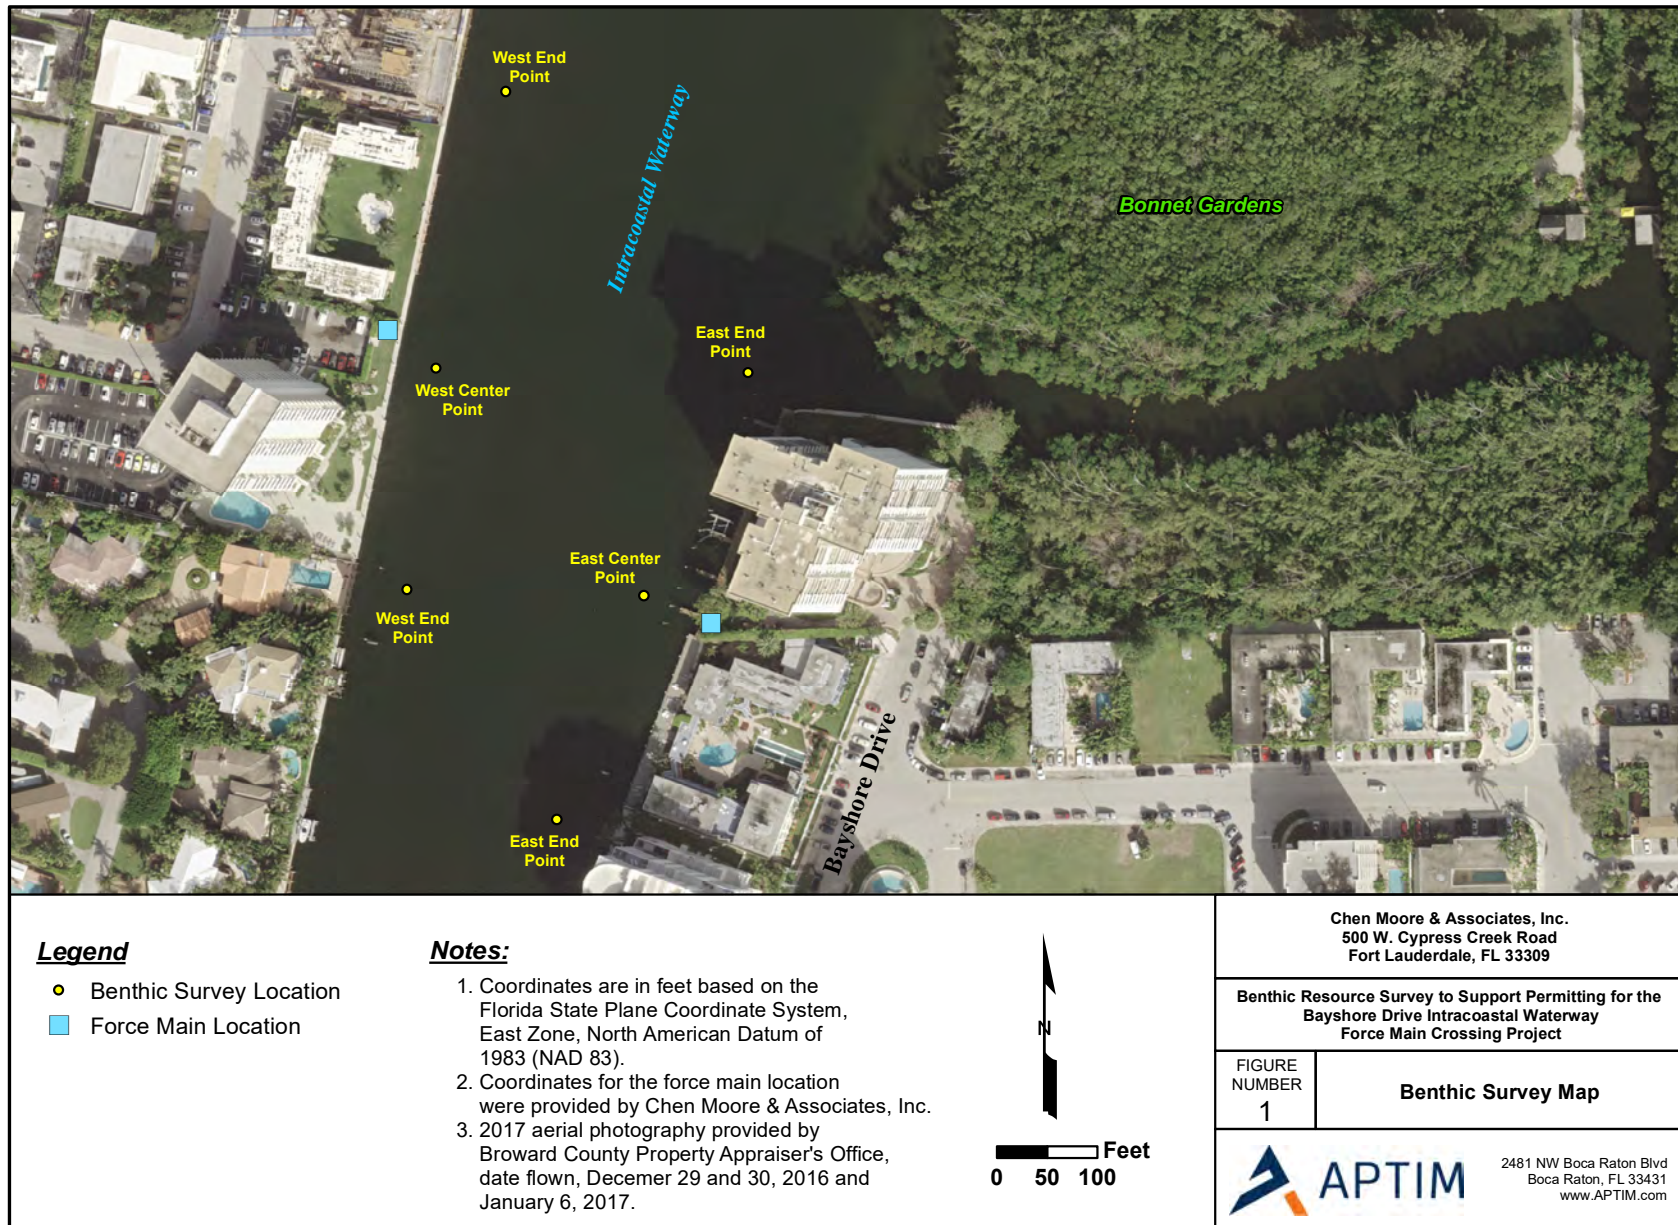 West End
Point
Intracoastal Waterway
Bonnet Gardens
East End
Point
West Center
Point
East Center
Point
West End
Point
Bayshore Drive
East End
Point
Legend
Benthic Survey Location
Force Main Location
Notes:
1. Coordinates are in feet based on the
Florida State Plane Coordinate System,
East Zone, North American Datum of
1983 (NAD 83).
2. Coordinates for the force main location
were provided by Chen Moore & Associates, Inc.
3. 2017 aerial photography provided by
Broward County Property Appraiser's Office,
date flown, Decemer 29 and 30, 2016 and
January 6, 2017.
N
Feet
0 50 100
Chen Moore & Associates, Inc.
500 W. Cypress Creek Road
Fort Lauderdale, FL 33309
Benthic Resource Survey to Support Permitting for the
Bayshore Drive Intracoastal Waterway
Force Main Crossing Project
FIGURE
NUMBER
1
Benthic Survey Map
APTIM
2481 NW Boca Raton Blvd
Boca Raton, FL 33431
www.APTIM.com